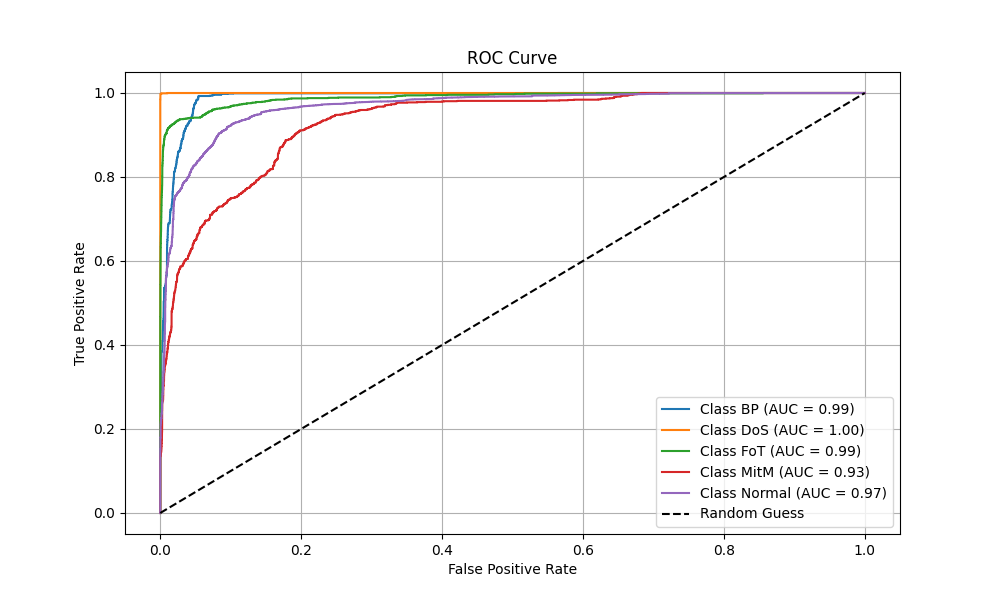 ROC Curve
1.0
0.8
0.6
0.4
0.2
0.0
True Positive Rate
0.0 0.2 0.4 0.6 0.8 1.0
False Positive Rate
Class BP (AUC = 0.99)
Class DoS (AUC = 1.00)
Class FoT (AUC = 0.99)
Class MitM (AUC = 0.93)
Class Normal (AUC = 0.97)
Random Guess